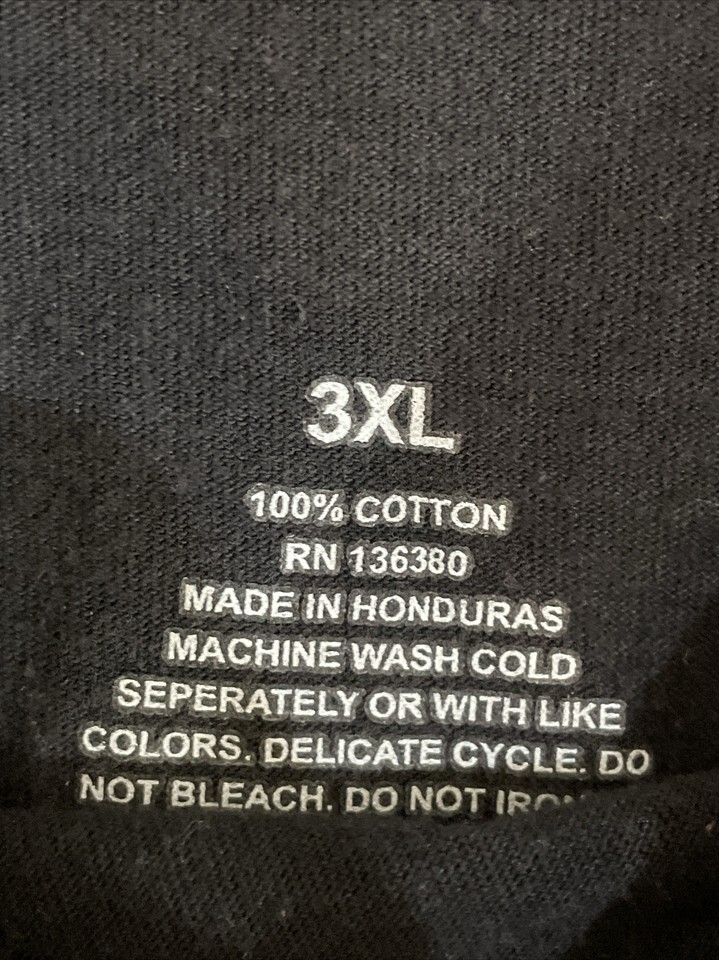 3XL
100% COTTON
RN 136380
MADE IN HONDURAS
MACHINE WASH COLD
SEPERATELY OR WITH LIKE
COLORS. DELICATE CYCLE. DO
NOT BLEACH. DO NOT IRON